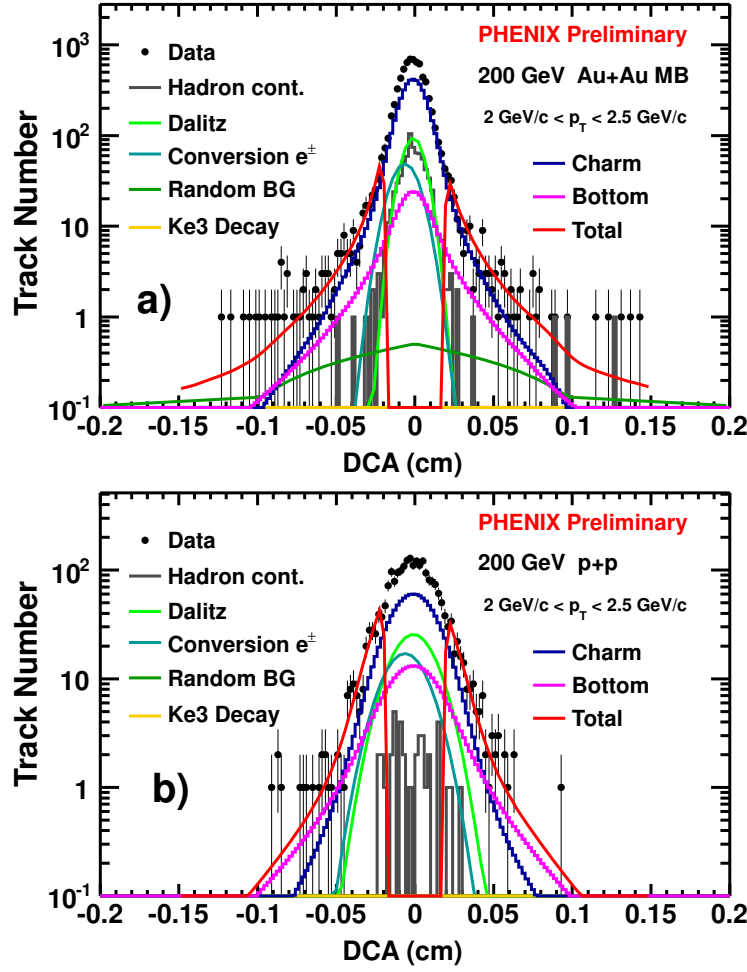 PHENIX Preliminary
200 GeV Au+Au MB
2 GeV/c < p_T < 2.5 GeV/c
Data
Hadron cont.
Dalitz
Conversion e±
Random BG
Ke3 Decay
Charm
Bottom
Total
a)
Track Number
10³
10²
10
1
10⁻¹
-0.2 -0.15 -0.1 -0.05 0 0.05 0.1 0.15 0.2
DCA (cm)
PHENIX Preliminary
200 GeV p+p
2 GeV/c < p_T < 2.5 GeV/c
Data
Hadron cont.
Dalitz
Conversion e±
Random BG
Ke3 Decay
Charm
Bottom
Total
b)
Track Number
10²
10
1
10⁻¹
-0.2 -0.15 -0.1 -0.05 0 0.05 0.1 0.15 0.2
DCA (cm)